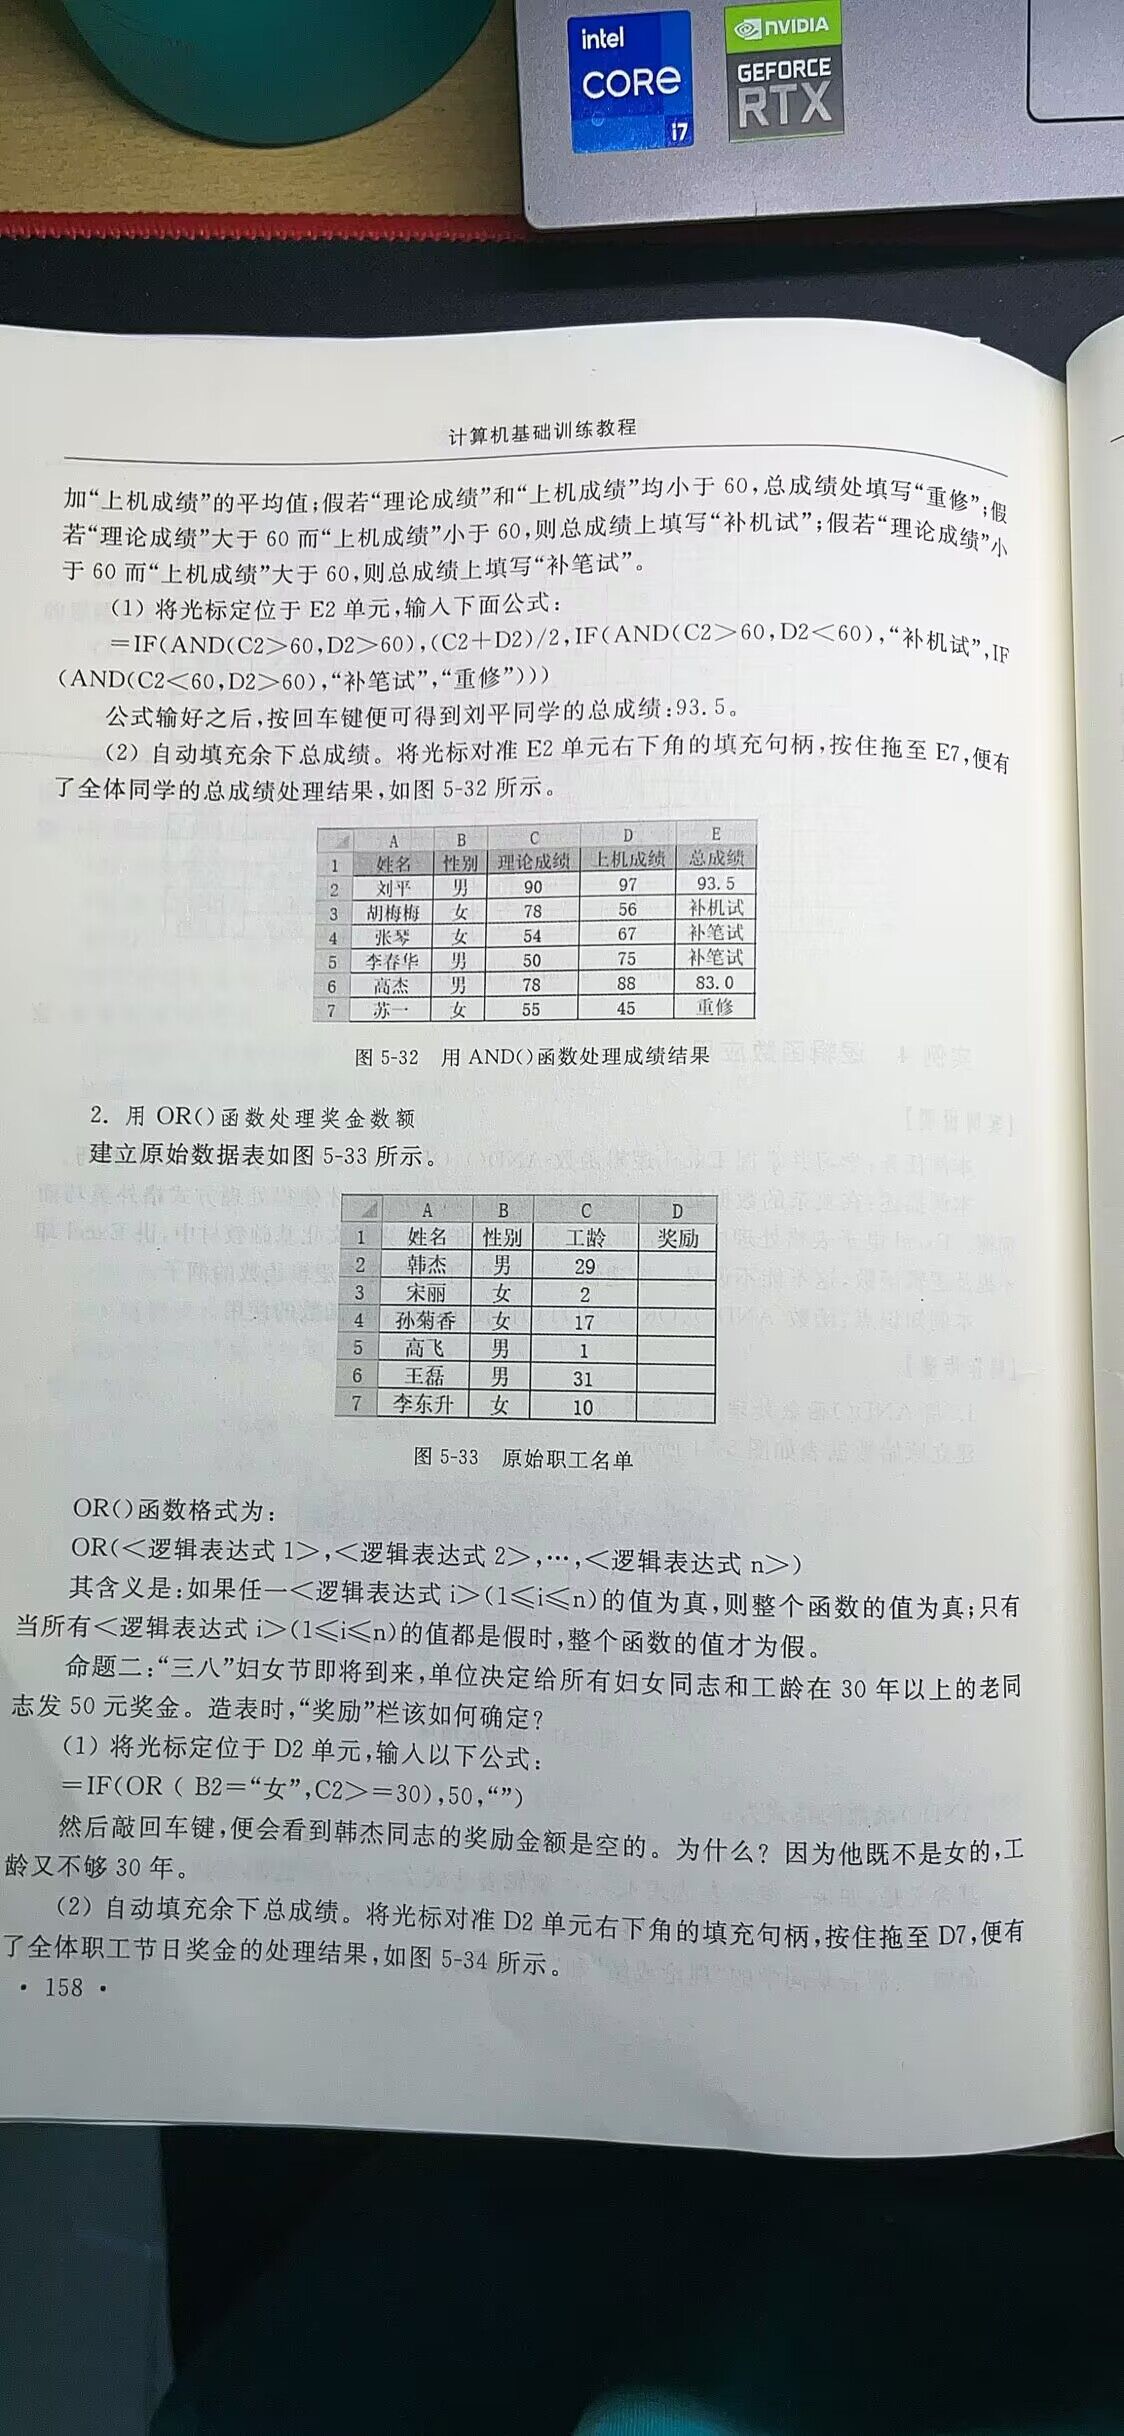 intel
CORe
i7
NVIDIA
GEFORCE
RTX
计算机基础训练教程
加“上机成绩”的平均值;假若“理论成绩”和“上机成绩”均小于 60,总成绩处填写“重修”;假
若“理论成绩”大于 60 而“上机成绩”小于 60,则总成绩上填写“补机试”;假若“理论成绩”小
于 60 而“上机成绩”大于 60,则总成绩上填写“补笔试”。
(1) 将光标定位于 E2 单元,输入下面公式:
=IF(AND(C2>60,D2>60),(C2+D2)/2,IF(AND(C2>60,D2<60),“补机试”,IF
(AND(C2<60,D2>60),“补笔试”,“重修”)))
公式输好之后,按回车键便可得到刘平同学的总成绩:93.5。
(2) 自动填充余下总成绩。将光标对准 E2 单元右下角的填充句柄,按住拖至 E7,便有
了全体同学的总成绩处理结果,如图 5-32 所示。
A B C D E
1 姓名 性别 理论成绩 上机成绩 总成绩
2 刘平 男 90 97 93.5
3 胡梅梅 女 78 56 补机试
4 张琴 女 54 67 补笔试
5 李春华 男 50 75 补笔试
6 高杰 男 78 88 83.0
7 苏一 女 55 45 重修
图 5-32 用 AND()函数处理成绩结果
2. 用 OR()函数处理奖金数额
建立原始数据表如图 5-33 所示。
A B C D
1 姓名 性别 工龄 奖励
2 韩杰 男 29
3 宋丽 女 2
4 孙菊香 女 17
5 高飞 男 1
6 王磊 男 31
7 李东升 女 10
图 5-33 原始职工名单
OR()函数格式为:
OR(<逻辑表达式 1>,<逻辑表达式 2>,…,<逻辑表达式 n>)
其含义是:如果任一<逻辑表达式 i>(1≤i≤n)的值为真,则整个函数的值为真;只有
当所有<逻辑表达式 i>(1≤i≤n)的值都是假时,整个函数的值才为假。
命题二:“三八”妇女节即将到来,单位决定给所有妇女同志和工龄在 30 年以上的老同
志发 50 元奖金。造表时,“奖励”栏该如何确定?
(1) 将光标定位于 D2 单元,输入以下公式:
=IF(OR ( B2=“女”,C2>=30),50,“”)
然后敲回车键,便会看到韩杰同志的奖励金额是空的。为什么? 因为他既不是女的,工
龄又不够 30 年。
(2) 自动填充余下总成绩。将光标对准 D2 单元右下角的填充句柄,按住拖至 D7,便有
了全体职工节日奖金的处理结果,如图 5-34 所示。
• 158 •